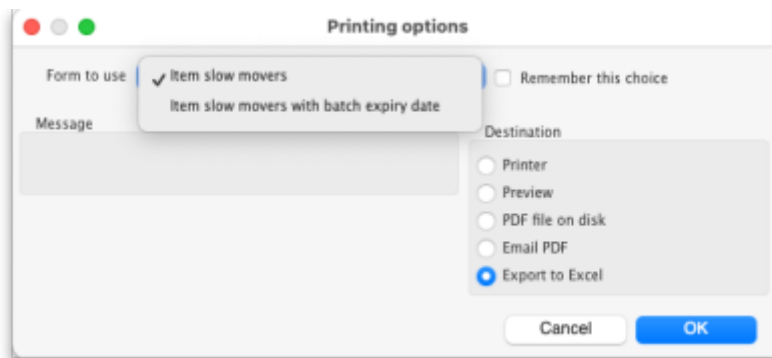 Printing options
Form to use
Item slow movers
Remember this choice
Item slow movers with batch expiry date
Message
Destination
Printer
Preview
PDF file on disk
Email PDF
Export to Excel
Cancel
OK